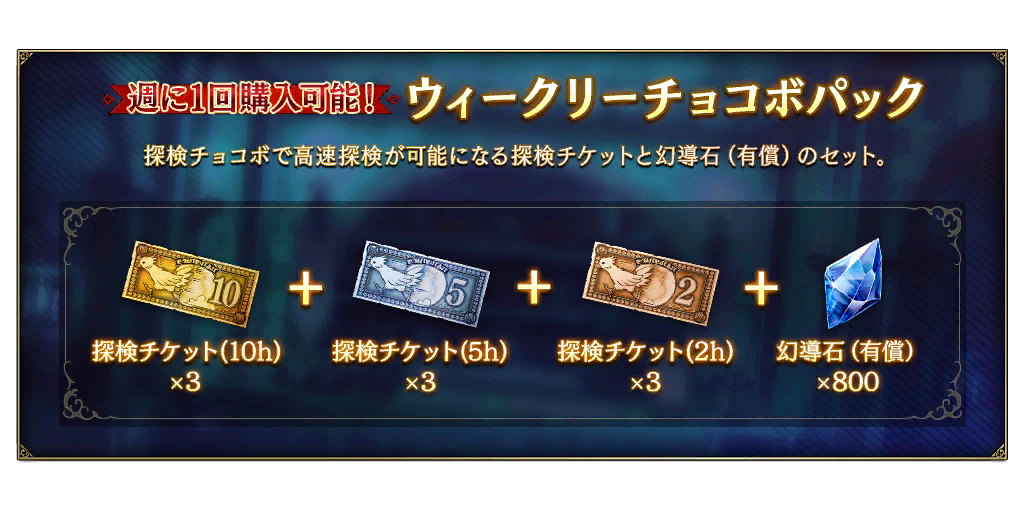 週に1回購入可能！ ウィークリーチョコボパック
探検チョコボで高速探検が可能になる探検チケットと幻導石（有償）のセット。
10 + 5 + 2 +
探検チケット(10h) 探検チケット(5h) 探検チケット(2h) 幻導石（有償）
×3 ×3 ×3 ×800